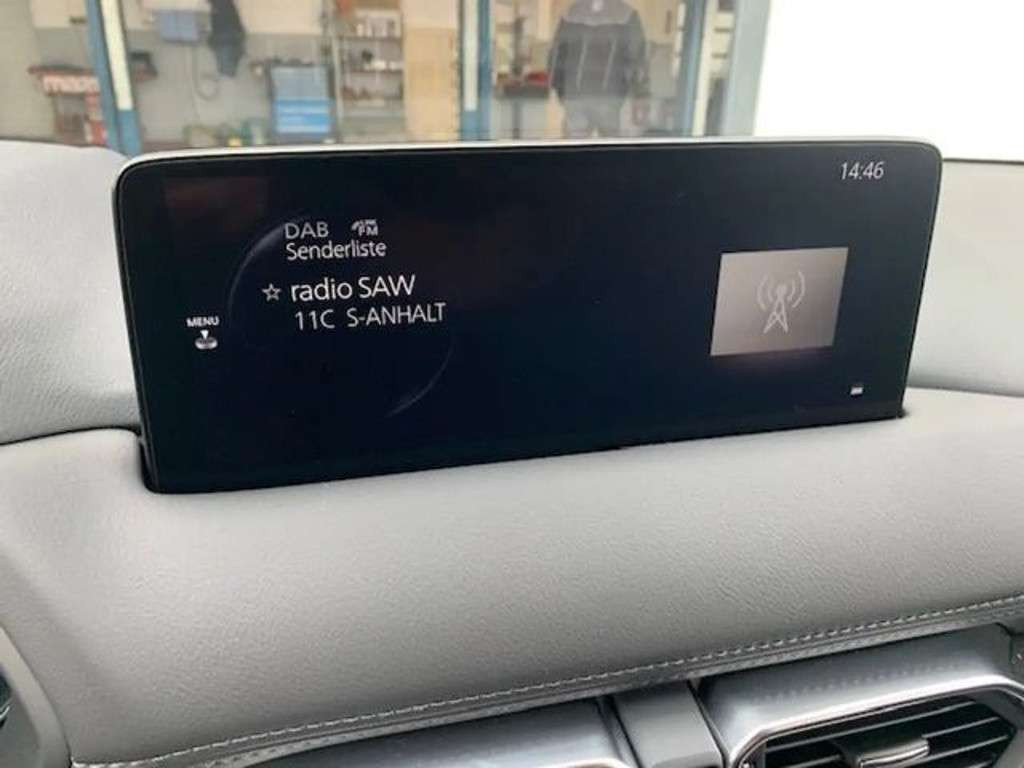 14:46
DAB FM
Senderliste
☆ radio SAW
11C S-ANHALT
MENU